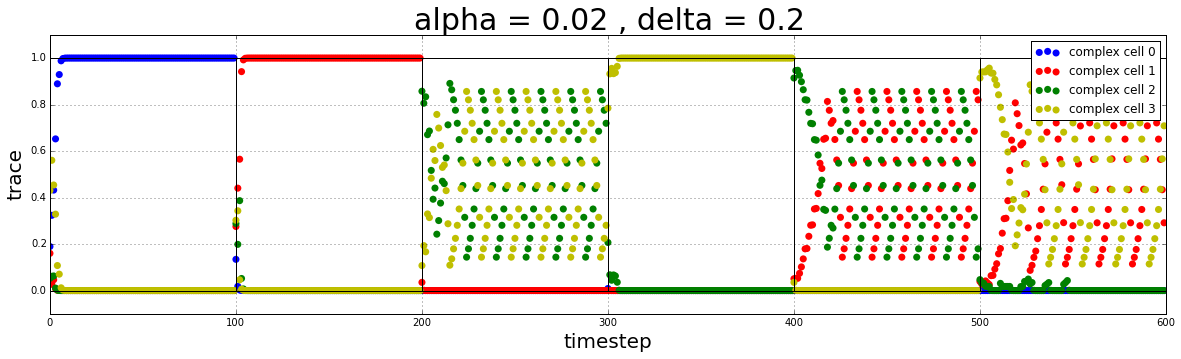 alpha = 0.02 , delta = 0.2
trace
1.0
0.8
0.6
0.4
0.2
0.0
complex cell 0
complex cell 1
complex cell 2
complex cell 3
0 100 200 300 400 500 600
timestep